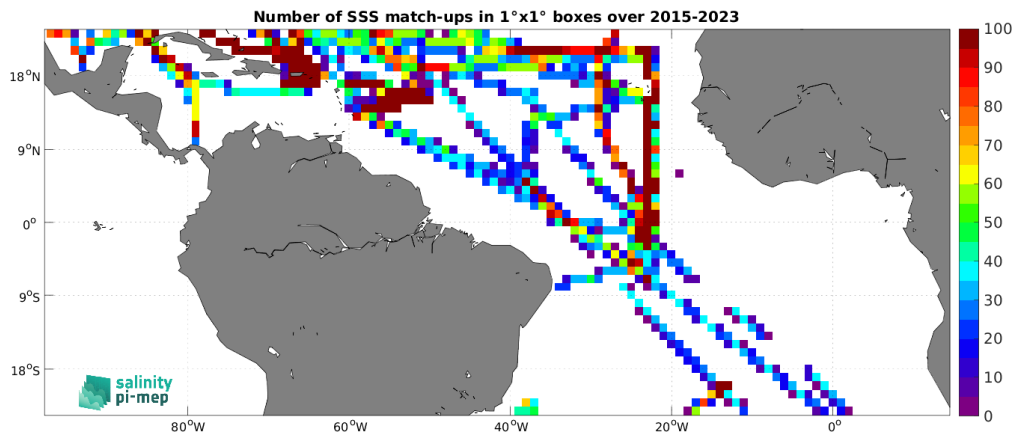 Number of SSS match-ups in 1°x1° boxes over 2015-2023
100
90
80
70
60
50
40
30
20
10
0
18°N
9°N
0°
9°S
18°S
80°W
60°W
40°W
20°W
0°
salinity
pi-mep